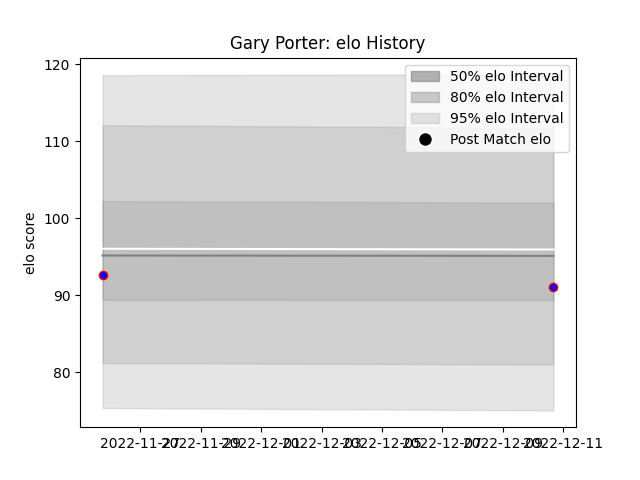 Gary Porter: elo History
50% elo Interval
80% elo Interval
95% elo Interval
Post Match elo
elo score
120
110
100
90
80
2022-11-27 2022-11-29 2022-12-01 2022-12-03 2022-12-05 2022-12-07 2022-12-09 2022-12-11